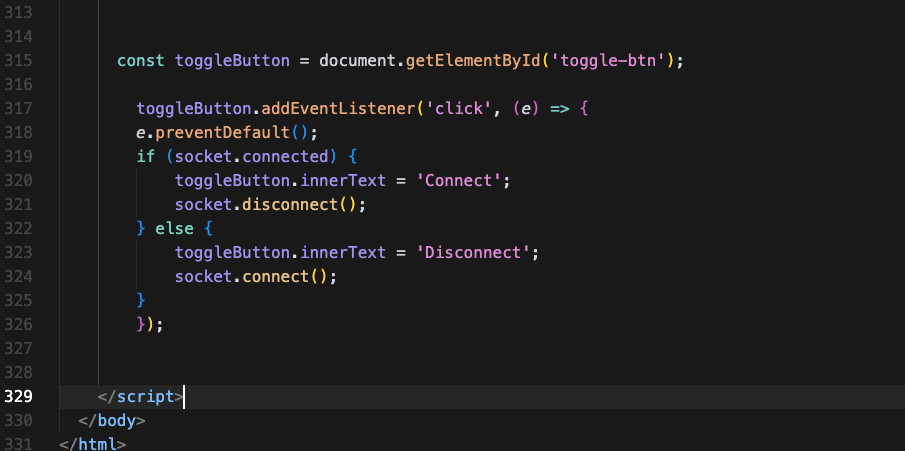 313
314
315 const toggleButton = document.getElementById('toggle-btn');
316
317 toggleButton.addEventListener('click', (e) => {
318 e.preventDefault();
319 if (socket.connected) {
320 toggleButton.innerText = 'Connect';
321 socket.disconnect();
322 } else {
323 toggleButton.innerText = 'Disconnect';
324 socket.connect();
325 }
326 });
327
328
329 </script>
330 </body>
331 </html>